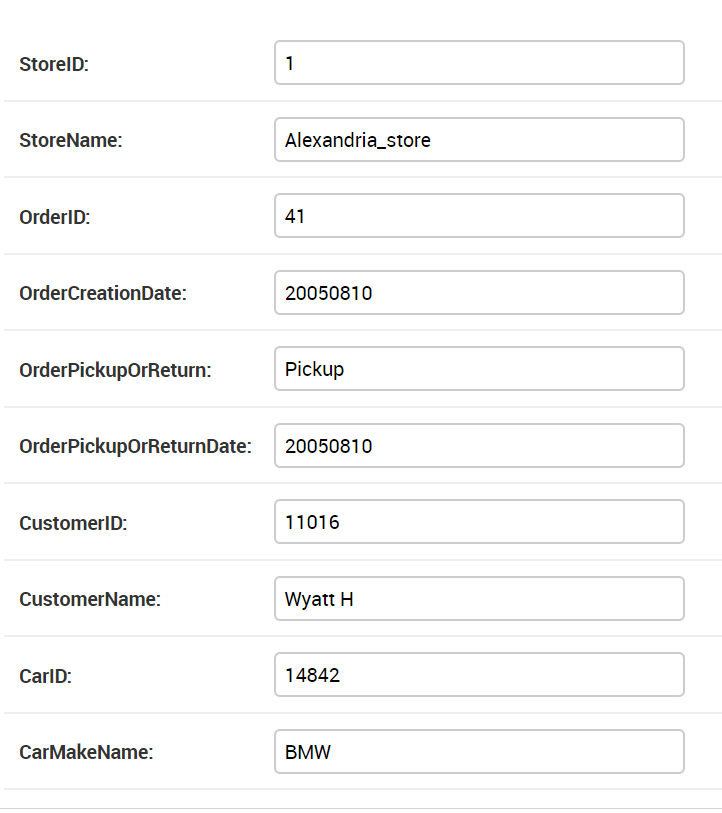 StoreID: 1
StoreName: Alexandria_store
OrderID: 41
OrderCreationDate: 20050810
OrderPickupOrReturn: Pickup
OrderPickupOrReturnDate: 20050810
CustomerID: 11016
CustomerName: Wyatt H
CarID: 14842
CarMakeName: BMW